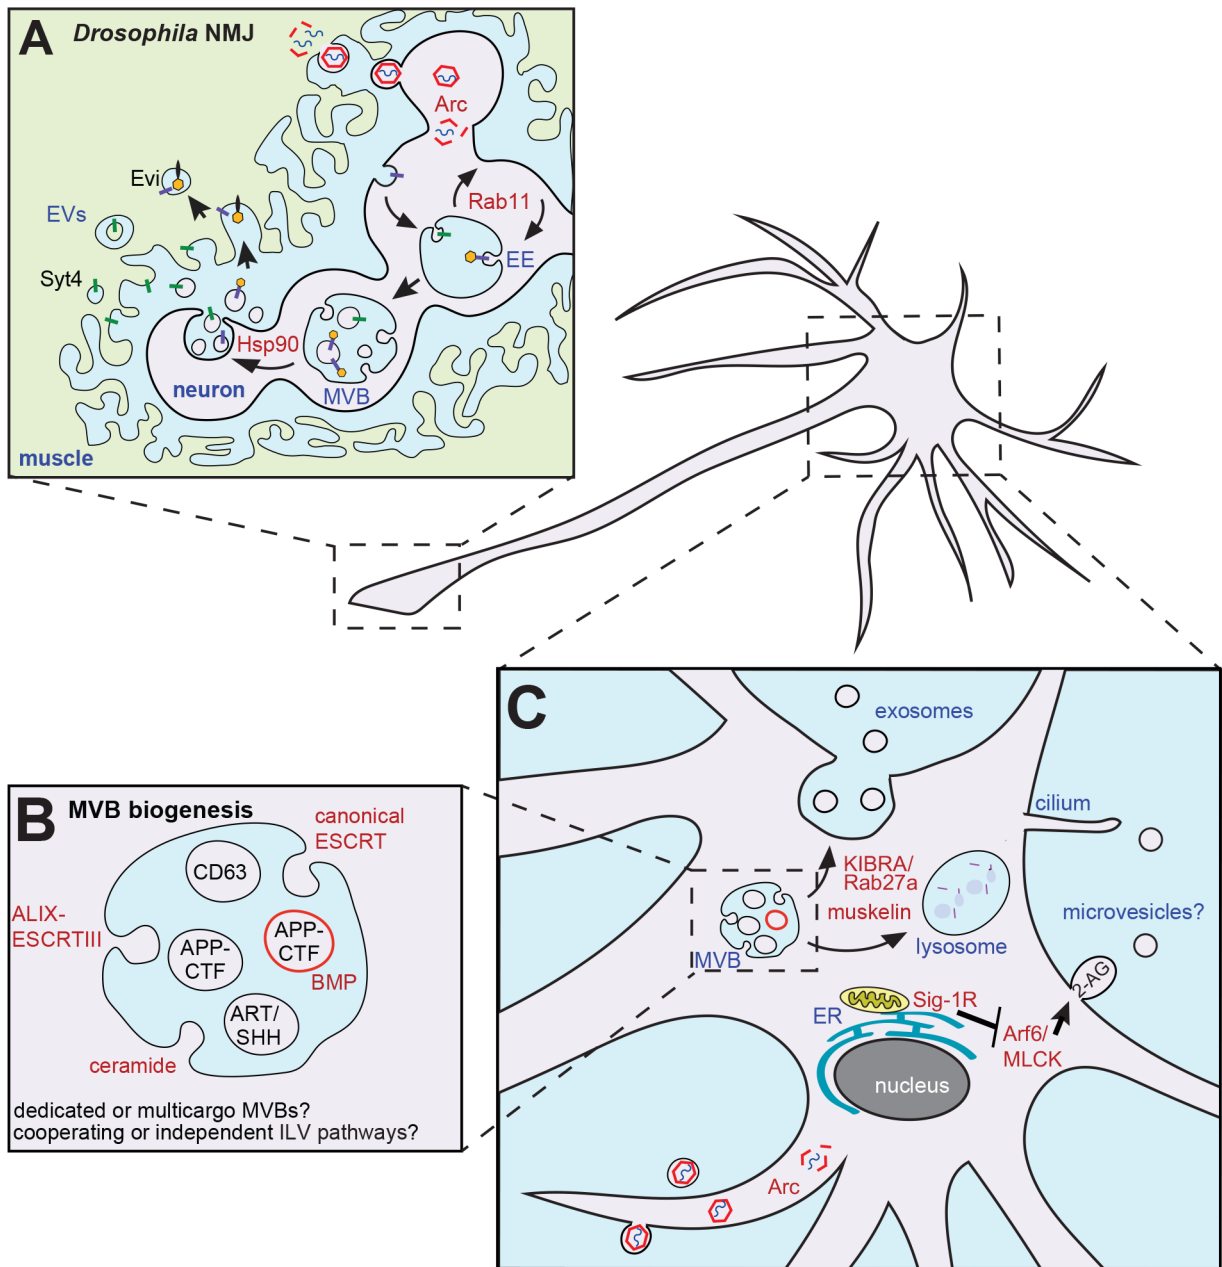 A
Drosophila NMJ
Arc
Evi
EVs
Rab11
EE
Syt4
Hsp90
neuron
MVB
muscle
B
MVB biogenesis
canonical
ESCRT
CD63
ALIX-
ESCRTIII
APP-
CTF
APP-
CTF
BMP
ART/
SHH
ceramide
dedicated or multicargo MVBs?
cooperating or independent ILV pathways?
C
exosomes
cilium
KIBRA/
Rab27a
muskelin
microvesicles?
lysosome
MVB
2-AG
Sig-1R
ER
Arf6/
MLCK
nucleus
Arc